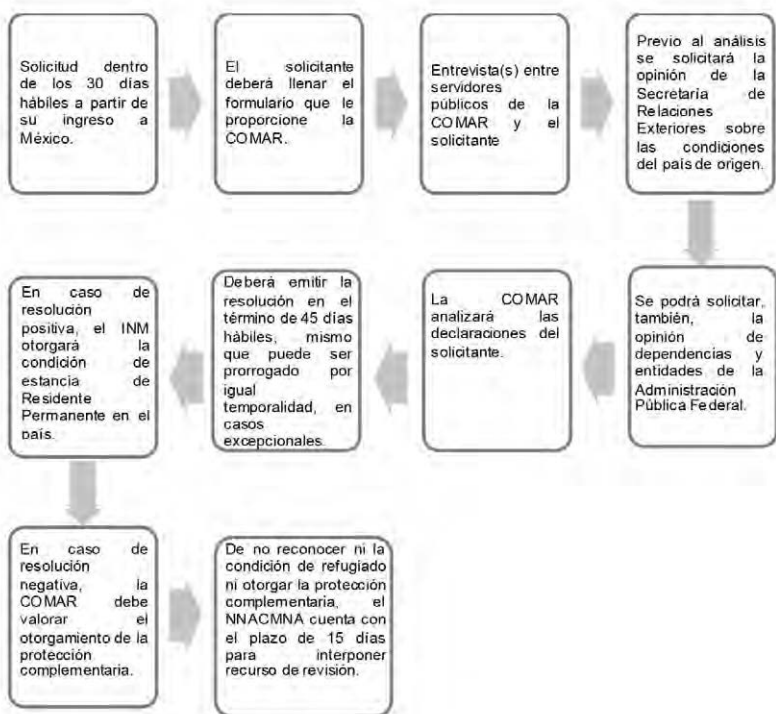 Solicitud dentro
de los 30 días
hábiles a partir de
su ingreso a
México.
El solicitante
deberá llenar el
formulario que le
proporcione la
COMAR.
Entrevista(s) entre
servidores
públicos de la
COMAR y el
solicitante
Previo al análisis
se solicitará la
opinión de la
Secretaría de
Relaciones
Exteriores sobre
las condiciones
del país de origen.
Se podrá solicitar,
también, la
opinión de
dependencias y
entidades de la
Administración
Pública Federal.
La COMAR
analizará las
declaraciones del
solicitante.
Deberá emitir la
resolución en el
término de 45 días
hábiles, mismo
que puede ser
prorrogado por
igual
temporalidad, en
casos
excepcionales.
En caso de
resolución
positiva, el INM
otorgará la
condición de
estancia de
Residente
Permanente en el
país.
En caso de
resolución
negativa, la
COMAR debe
valorar el
otorgamiento de la
protección
complementaria.
De no reconocer ni la
condición de refugiado
ni otorgar la protección
complementaria, el
NNACMNA cuenta con
el plazo de 15 días
para interponer
recurso de revisión.